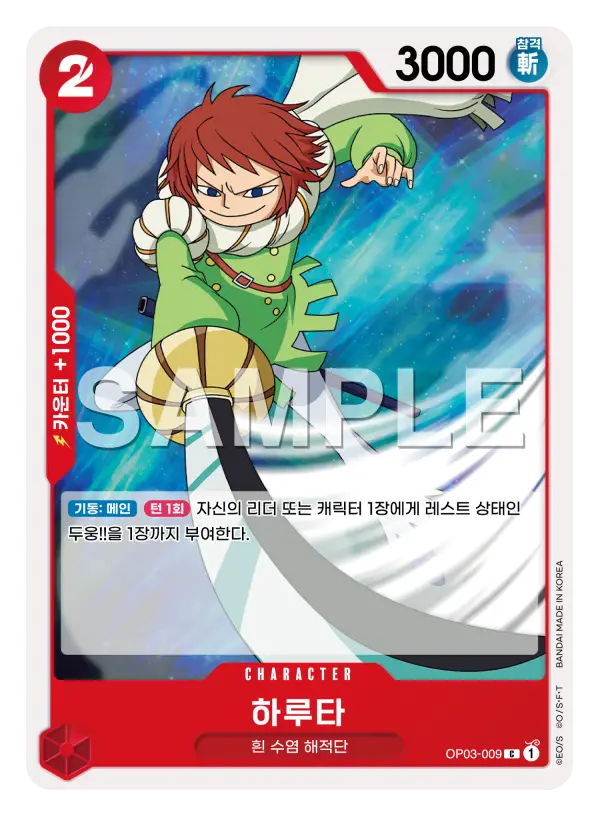 2
3000
참격
斬
카운터 +1000
SAMPLE
기동: 메인 턴 1회 자신의 리더 또는 캐릭터 1장에게 레스트 상태인
두웅!!을 1장까지 부여한다.
CHARACTER
하루타
흰 수염 해적단
OP03-009 C 1
©EO/S ©O/S·F·T BANDAI MADE IN KOREA